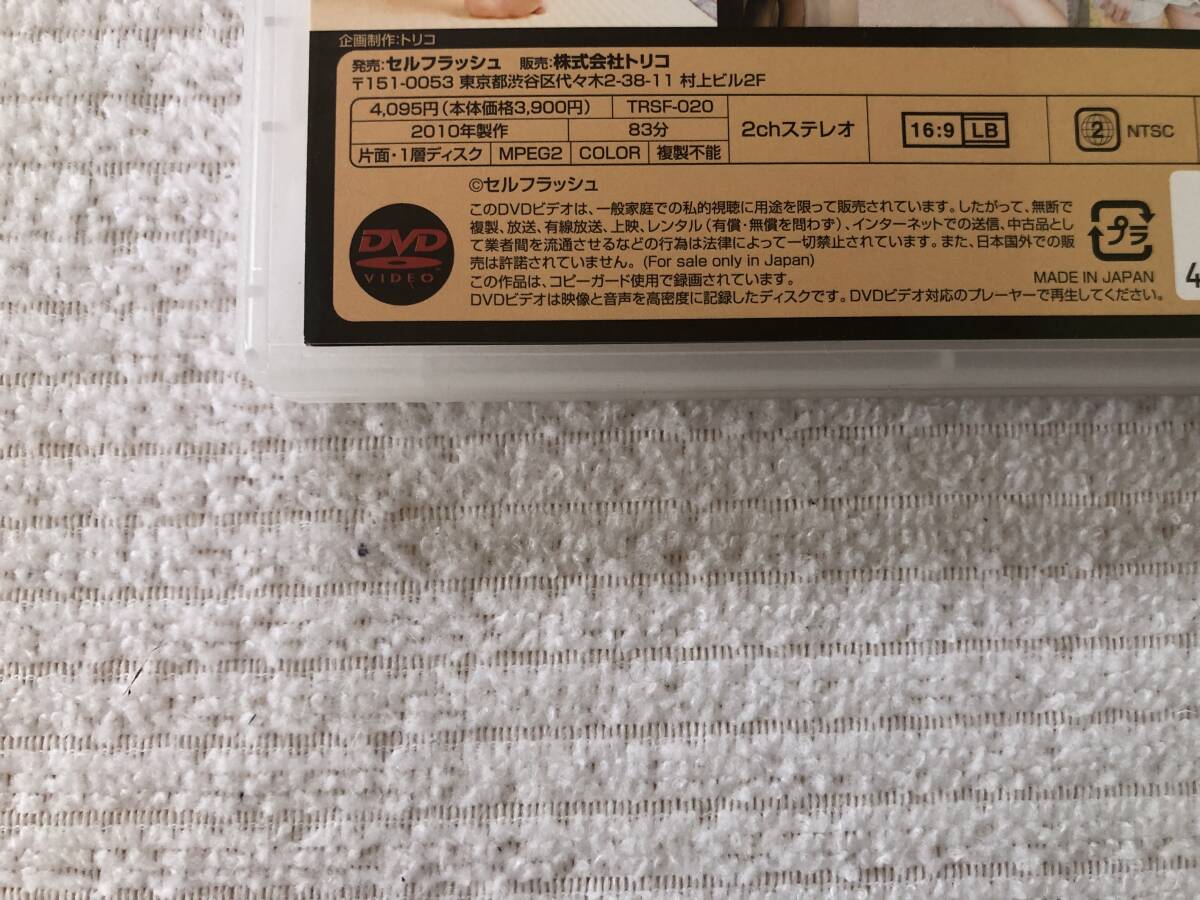 企画制作:トリコ
発売:セルフラッシュ 販売:株式会社トリコ
〒151-0053 東京都渋谷区代々木2-38-11 村上ビル2F
4,095円(本体価格3,900円) TRSF-020
2010年製作 83分
片面・1層ディスク MPEG2 COLOR 複製不能
2chステレオ
16:9 LB
2 NTSC
©セルフラッシュ
DVD
VIDEO
このDVDビデオは、一般家庭での私的視聴に用途を限って販売されています。したがって、無断で
複製、放送、有線放送、上映、レンタル(有償・無償を問わず)、インターネットでの送信、中古品とし
て業者間を流通させるなどの行為は法律によって一切禁止されています。また、日本国外での販
売は許諾されていません。(For sale only in Japan)
この作品は、コピーガード使用で録画されています。
DVDビデオは映像と音声を高密度に記録したディスクです。DVDビデオ対応のプレーヤーで再生してください。
プラ
MADE IN JAPAN
4